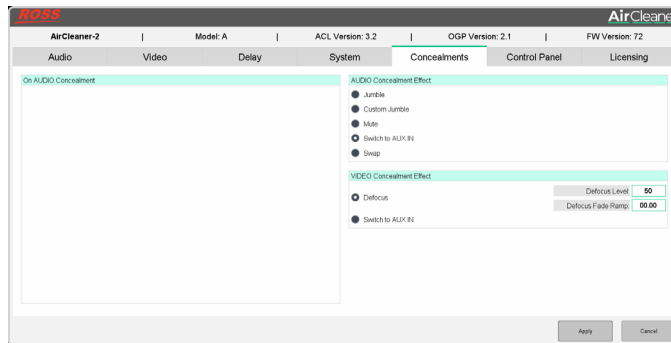 ROSS
AirCleane
AirCleaner-2 | Model: A | ACL Version: 3.2 | OGP Version: 2.1 | FW Version: 72
Audio Video Delay System Concealments Control Panel Licensing
On AUDIO Concealment
AUDIO Concealment Effect
Jumble
Custom Jumble
Mute
Switch to AUX IN
Swap
VIDEO Concealment Effect
Defocus
Defocus Level: 50
Defocus Fade Ramp: 00.00
Switch to AUX IN
Apply Cancel